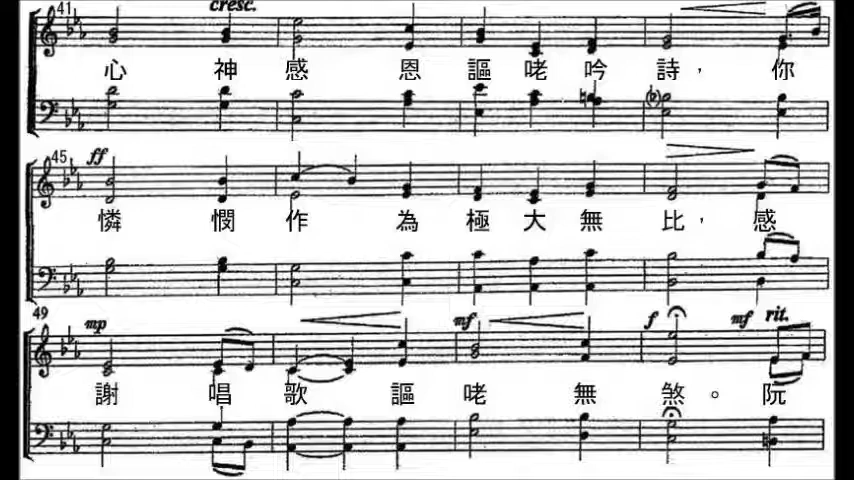 41 cresc.
心 神 感 恩 謳 咾 吟 詩， 你
45 ff
憐 憫 作 為 極 大 無 比， 感
49
mp mf f mf rit.
謝 唱 歌 謳 咾 無 煞。 阮